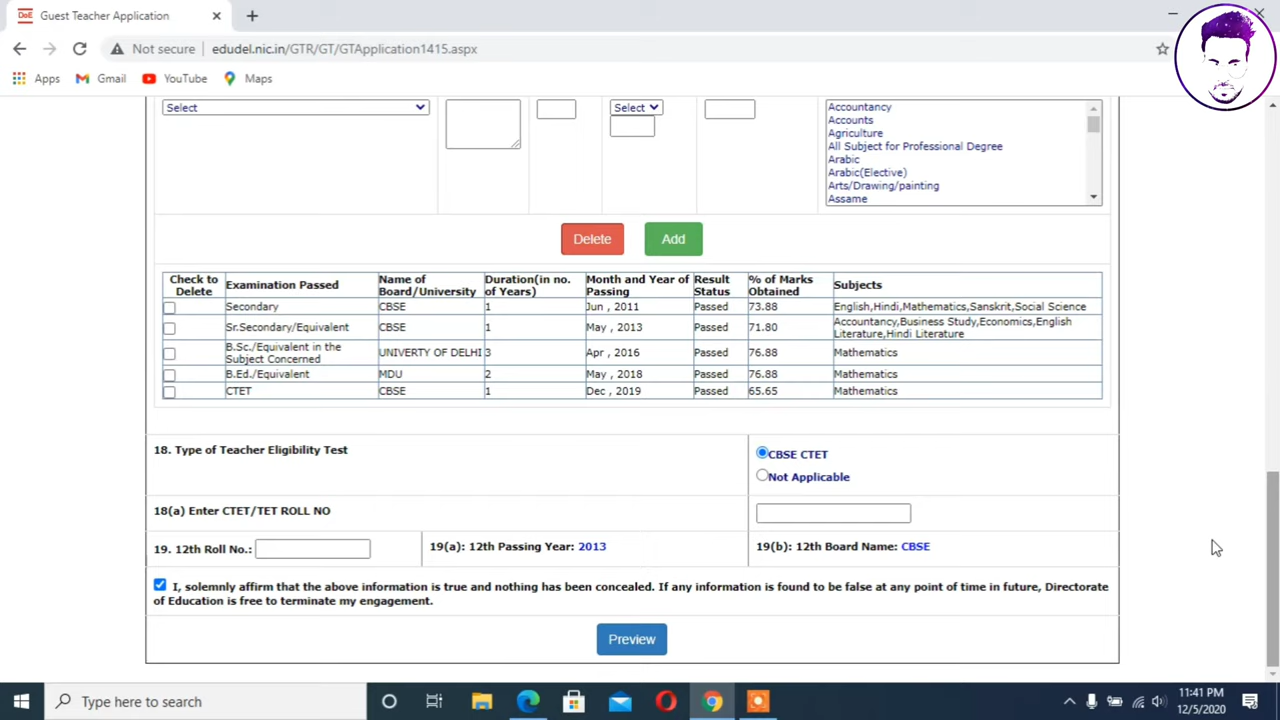 DoE Guest Teacher Application
Not secure | edudel.nic.in/GTR/GT/GTApplication1415.aspx
Apps Gmail YouTube Maps
Select Select Accountancy
Accounts
Agriculture
All Subject for Professional Degree
Arabic
Arabic(Elective)
Arts/Drawing/painting
Assame
Delete Add
Check to Delete Examination Passed Name of Board/University Duration(in no. of Years) Month and Year of Passing Result Status % of Marks Obtained Subjects
Secondary CBSE 1 Jun , 2011 Passed 73.88 English,Hindi,Mathematics,Sanskrit,Social Science
Sr.Secondary/Equivalent CBSE 1 May , 2013 Passed 71.80 Accountancy,Business Study,Economics,English Literature,Hindi Literature
B.Sc./Equivalent in the Subject Concerned UNIVERTY OF DELHI 3 Apr , 2016 Passed 76.88 Mathematics
B.Ed./Equivalent MDU 2 May , 2018 Passed 76.88 Mathematics
CTET CBSE 1 Dec , 2019 Passed 65.65 Mathematics
18. Type of Teacher Eligibility Test CBSE CTET
Not Applicable
18(a) Enter CTET/TET ROLL NO
19. 12th Roll No.: 19(a): 12th Passing Year: 2013 19(b): 12th Board Name: CBSE
I, solemnly affirm that the above information is true and nothing has been concealed. If any information is found to be false at any point of time in future, Directorate
of Education is free to terminate my engagement.
Preview
Type here to search
11:41 PM
12/5/2020